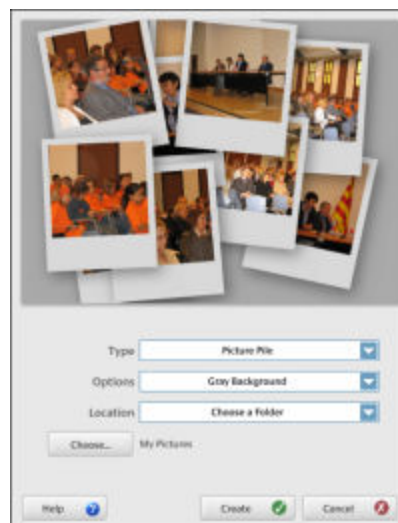 Type Picture Pile
Options Gray Background
Location Choose a Folder
Choose... My Pictures
Help Create Cancel